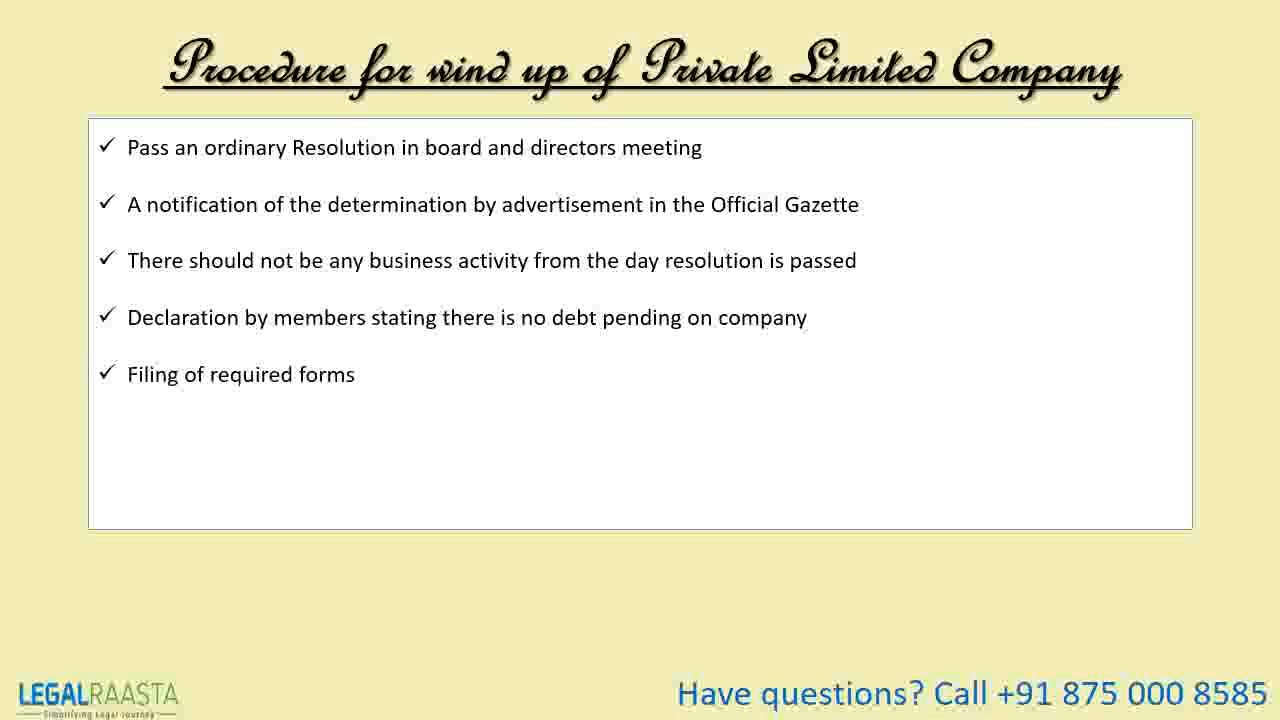 Procedure for wind up of Private Limited Company
✓ Pass an ordinary Resolution in board and directors meeting
✓ A notification of the determination by advertisement in the Official Gazette
✓ There should not be any business activity from the day resolution is passed
✓ Declaration by members stating there is no debt pending on company
✓ Filing of required forms
LEGALRAASTA
Simplifying Legal Journey
Have questions? Call +91 875 000 8585